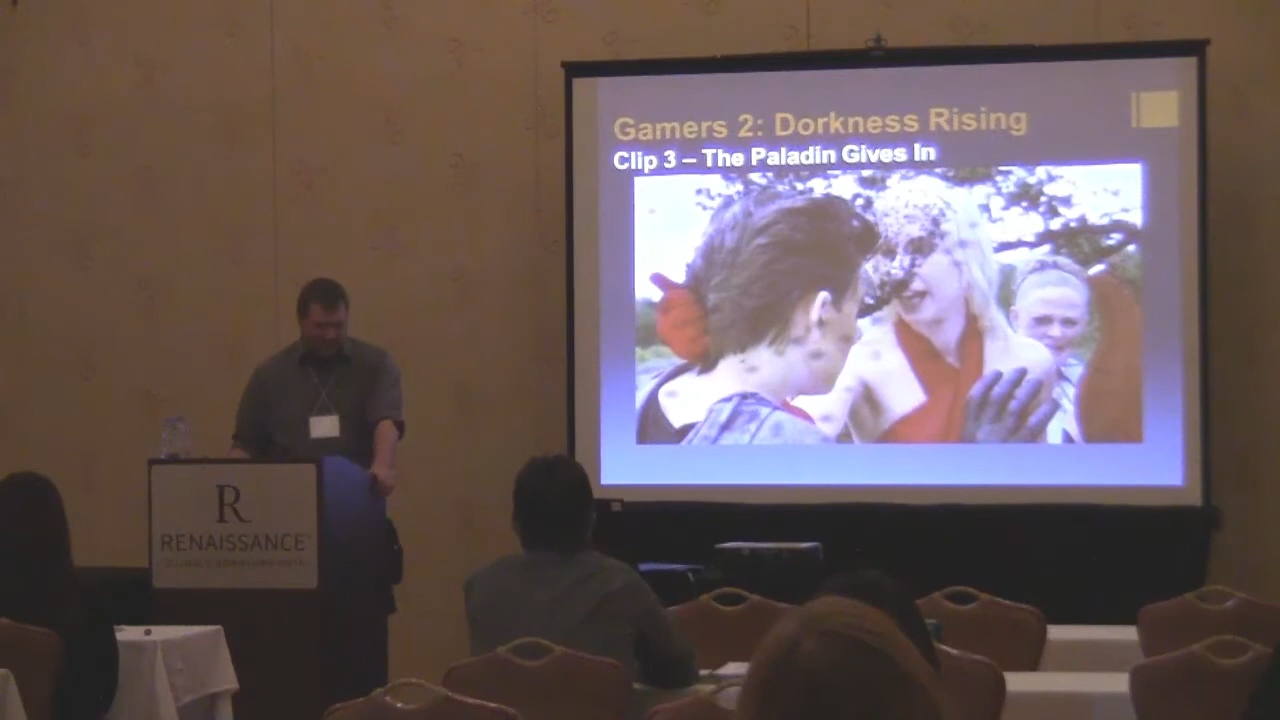 Gamers 2: Dorkness Rising
Clip 3 – The Paladin Gives In
R
RENAISSANCE